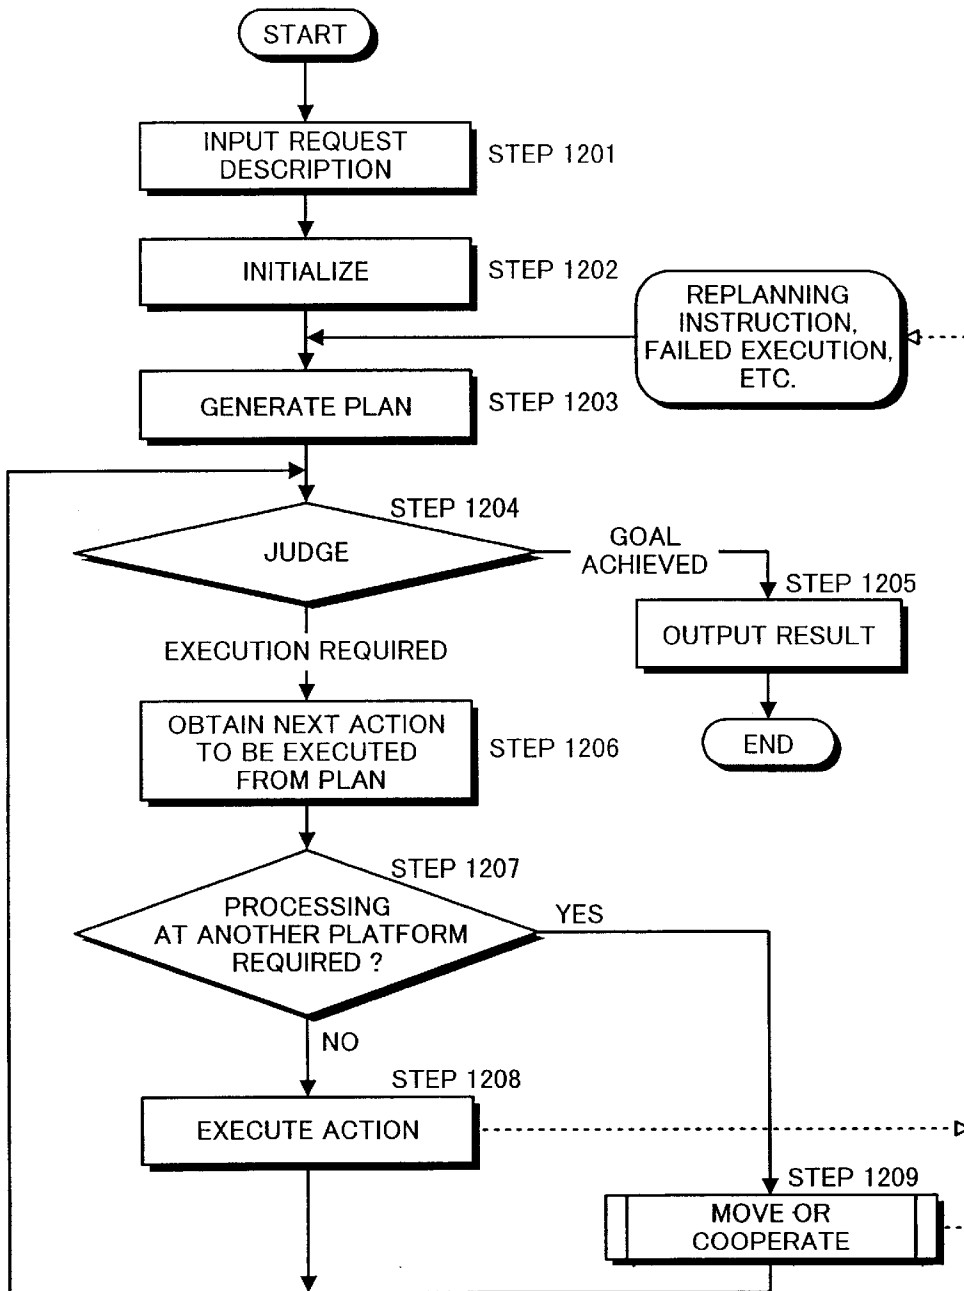 START
INPUT REQUEST
DESCRIPTION
STEP 1201
INITIALIZE
STEP 1202
REPLANNING
INSTRUCTION,
FAILED EXECUTION,
ETC.
GENERATE PLAN
STEP 1203
STEP 1204
JUDGE
GOAL
ACHIEVED
STEP 1205
OUTPUT RESULT
END
EXECUTION REQUIRED
OBTAIN NEXT ACTION
TO BE EXECUTED
FROM PLAN
STEP 1206
STEP 1207
PROCESSING
AT ANOTHER PLATFORM
REQUIRED ?
YES
NO
STEP 1208
EXECUTE ACTION
STEP 1209
MOVE OR
COOPERATE